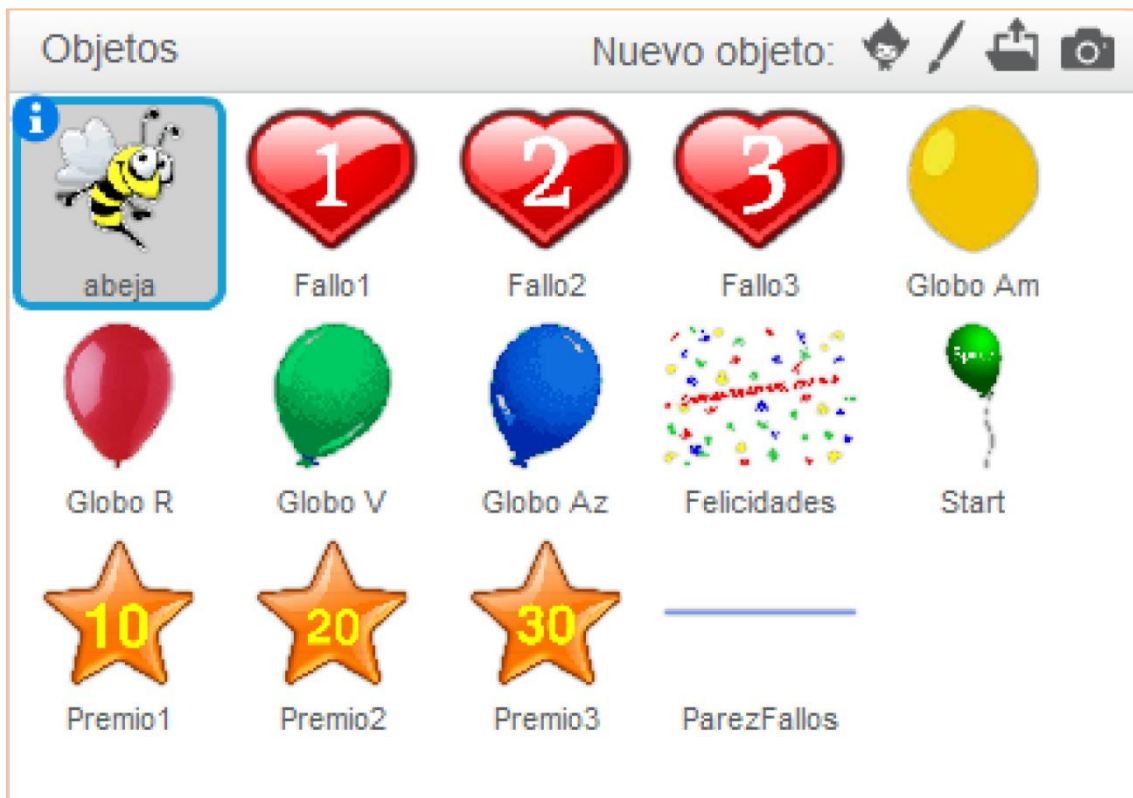 Objetos Nuevo objeto:
i
1 2 3
abeja Fallo1 Fallo2 Fallo3 Globo Am
Globo R Globo V Globo Az Felicidades Start
10 20 30
Premio1 Premio2 Premio3 ParezFallos